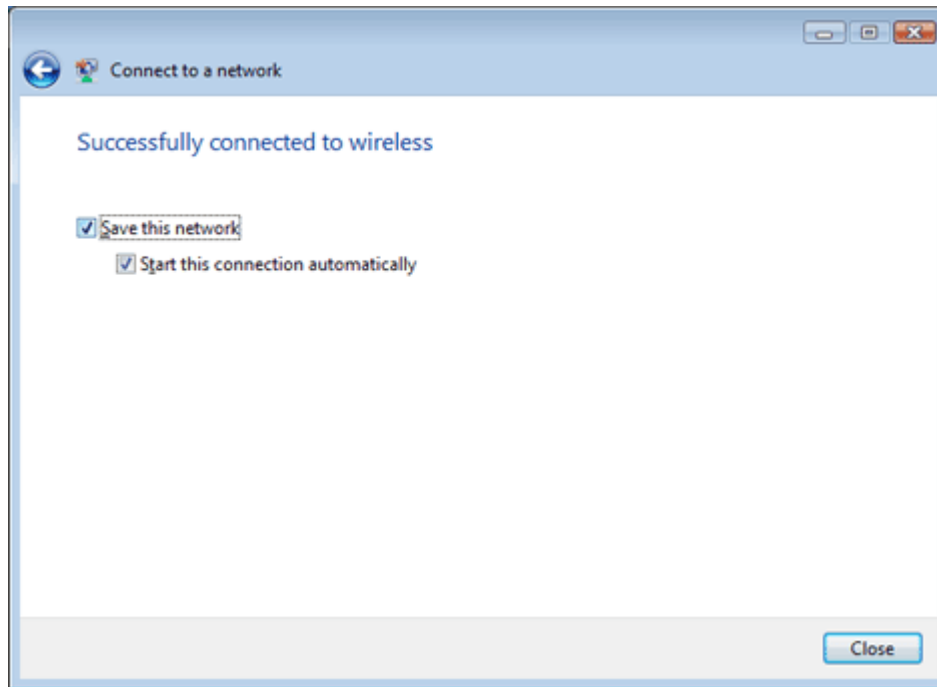 Connect to a network
Successfully connected to wireless
Save this network
Start this connection automatically
Close